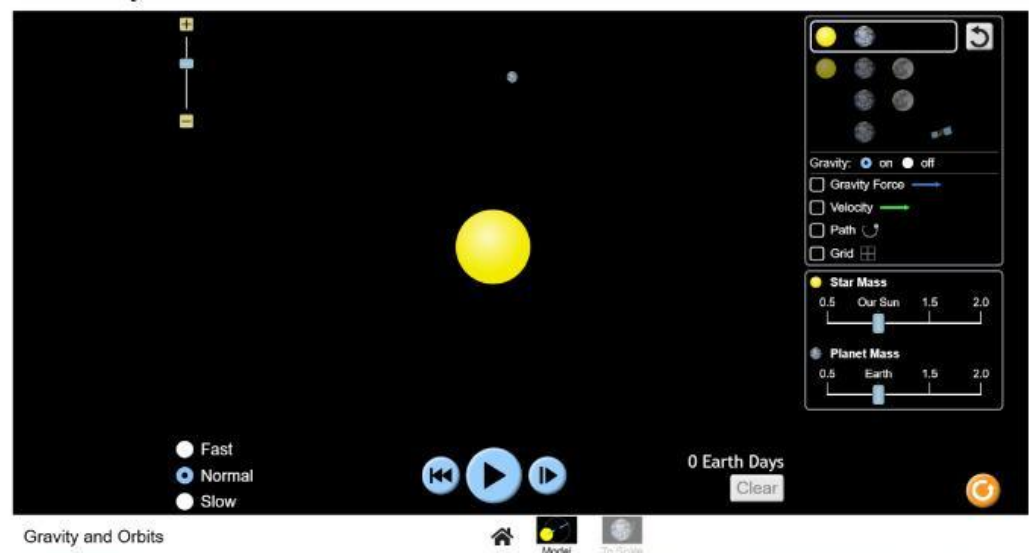 Gravity: on off
Gravity Force
Velocity
Path
Grid
Star Mass
0.5 Our Sun 1.5 2.0
Planet Mass
0.5 Earth 1.5 2.0
Fast
Normal
Slow
0 Earth Days
Clear
Gravity and Orbits
Model
To Scale